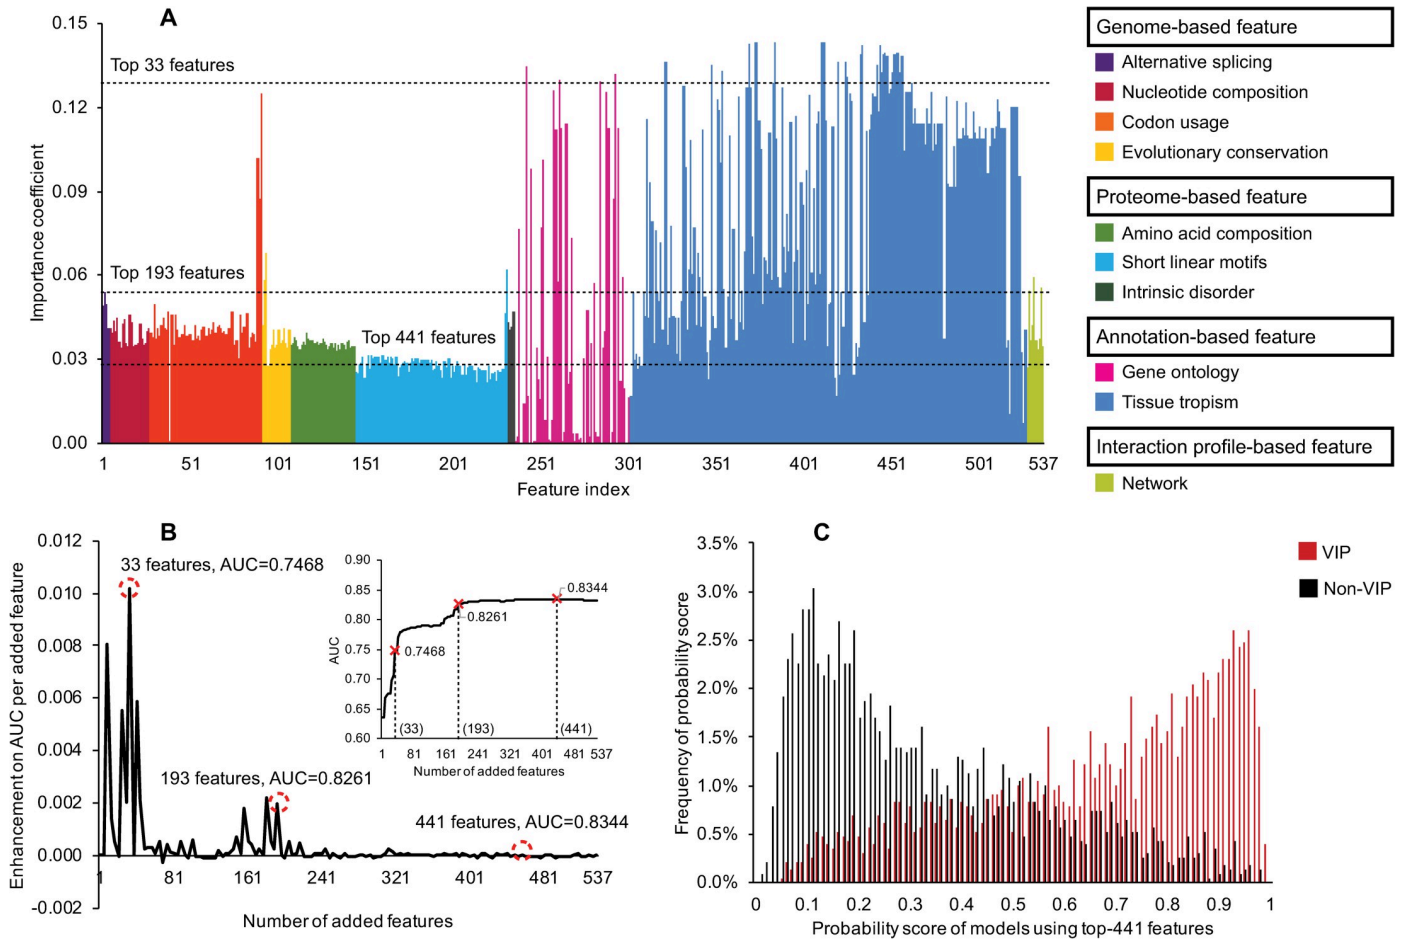 A
0.15
0.12
0.09
0.06
0.03
0.00
Importance coefficient
Top 33 features
Top 193 features
Top 441 features
1 51 101 151 201 251 301 351 401 451 501 537
Feature index
Genome-based feature
Alternative splicing
Nucleotide composition
Codon usage
Evolutionary conservation
Proteome-based feature
Amino acid composition
Short linear motifs
Intrinsic disorder
Annotation-based feature
Gene ontology
Tissue tropism
Interaction profile-based feature
Network
B
0.012
0.010
0.008
0.006
0.004
0.002
0.000
-0.002
Enhancement on AUC per added feature
33 features, AUC=0.7468
193 features, AUC=0.8261
441 features, AUC=0.8344
1 81 161 241 321 401 481 537
Number of added features
0.90
0.85
0.80
0.75
0.70
0.65
0.60
AUC
0.7468
0.8261
0.8344
(33) (193) (441)
1 81 161 241 321 401 481 537
Number of added features
C
3.5%
3.0%
2.5%
2.0%
1.5%
1.0%
0.5%
0.0%
Frequency of probability socre
VIP
Non-VIP
0 0.1 0.2 0.3 0.4 0.5 0.6 0.7 0.8 0.9 1
Probability score of models using top-441 features